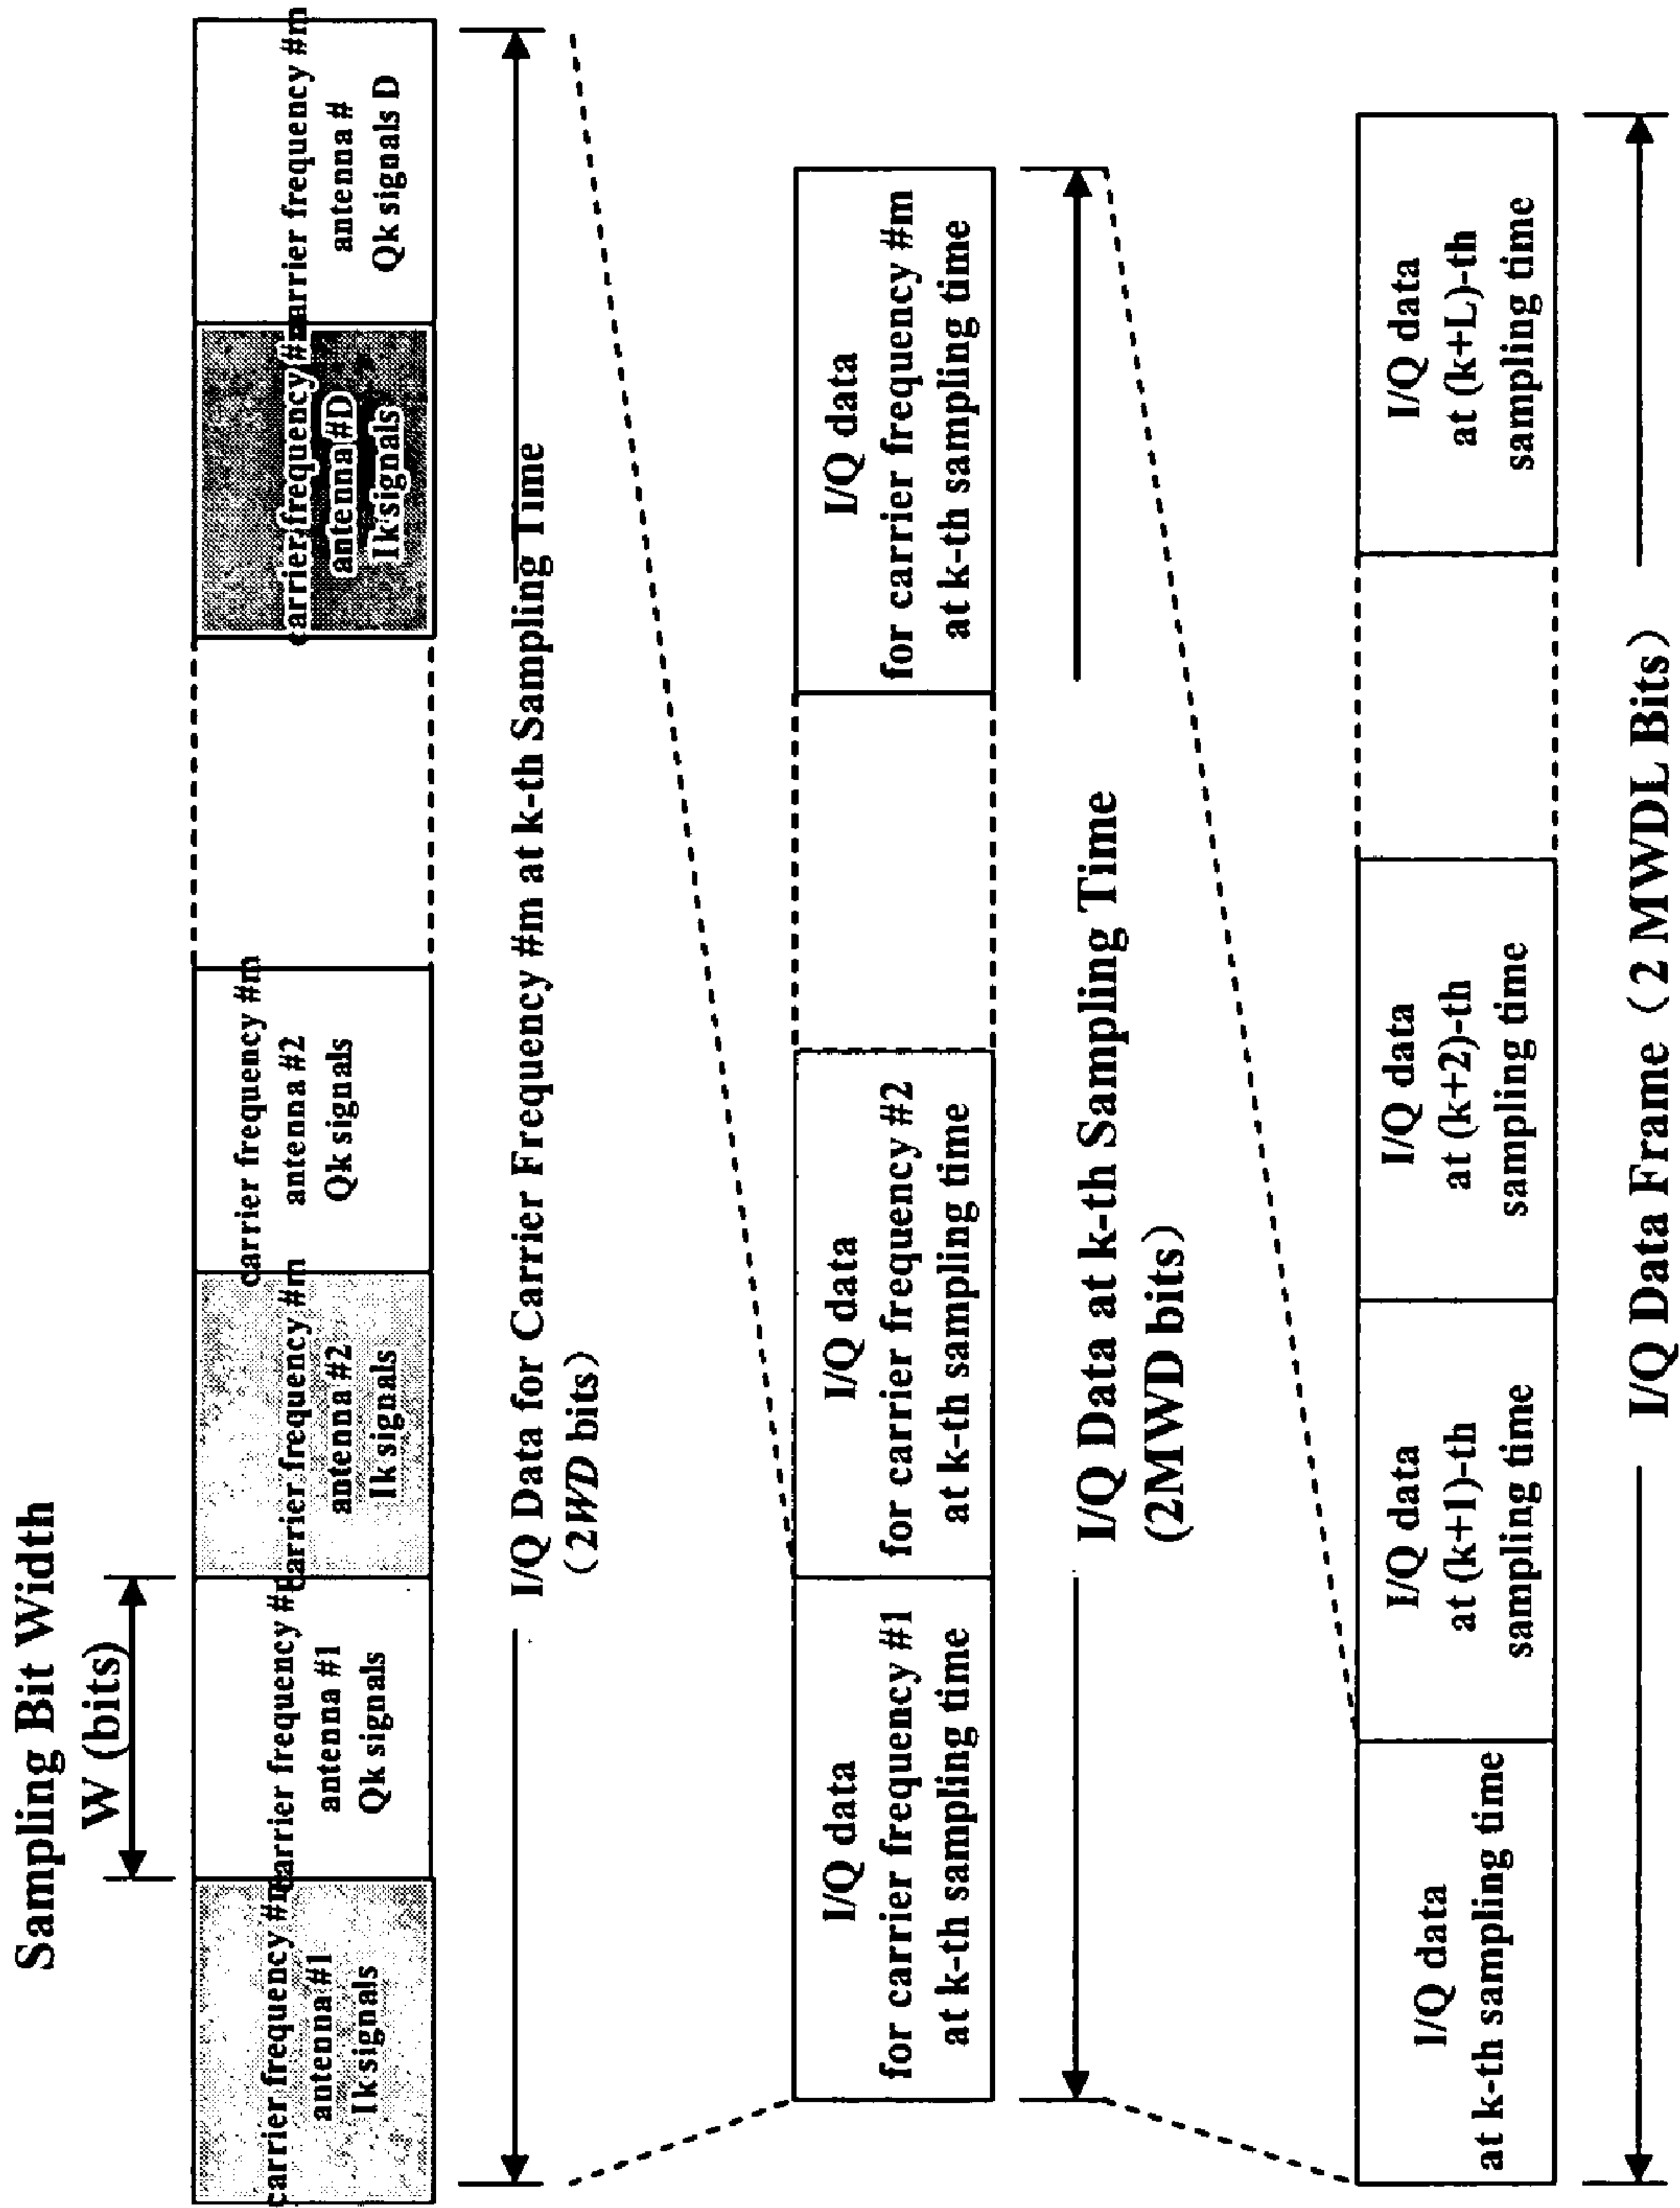 Sampling Bit Width
W (bits)
carrier frequency #m
antenna #1
Ik signals
carrier frequency #m
antenna #1
Qk signals
carrier frequency #m
antenna #2
Ik signals
carrier frequency #m
antenna #2
Qk signals
carrier frequency #m
antenna #D
Ik signals
carrier frequency #m
antenna #
Qk signals D
I/Q Data for Carrier Frequency #m at k-th Sampling Time
(2WD bits)
I/Q data
for carrier frequency #1
at k-th sampling time
I/Q data
for carrier frequency #2
at k-th sampling time
I/Q data
for carrier frequency #m
at k-th sampling time
I/Q Data at k-th Sampling Time
(2MWD bits)
I/Q data
at k-th sampling time
I/Q data
at (k+1)-th
sampling time
I/Q data
at (k+2)-th
sampling time
I/Q data
at (k+L)-th
sampling time
I/Q Data Frame (2 MWDL Bits)